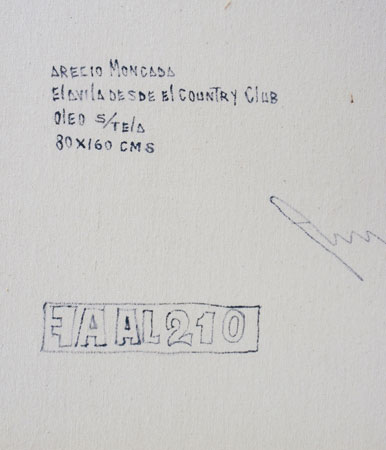 ARECIO MONCADA
El AVILA DESDE El COUNTRY Club
OlEO S/TElA
80X160 CMS
FAAL210